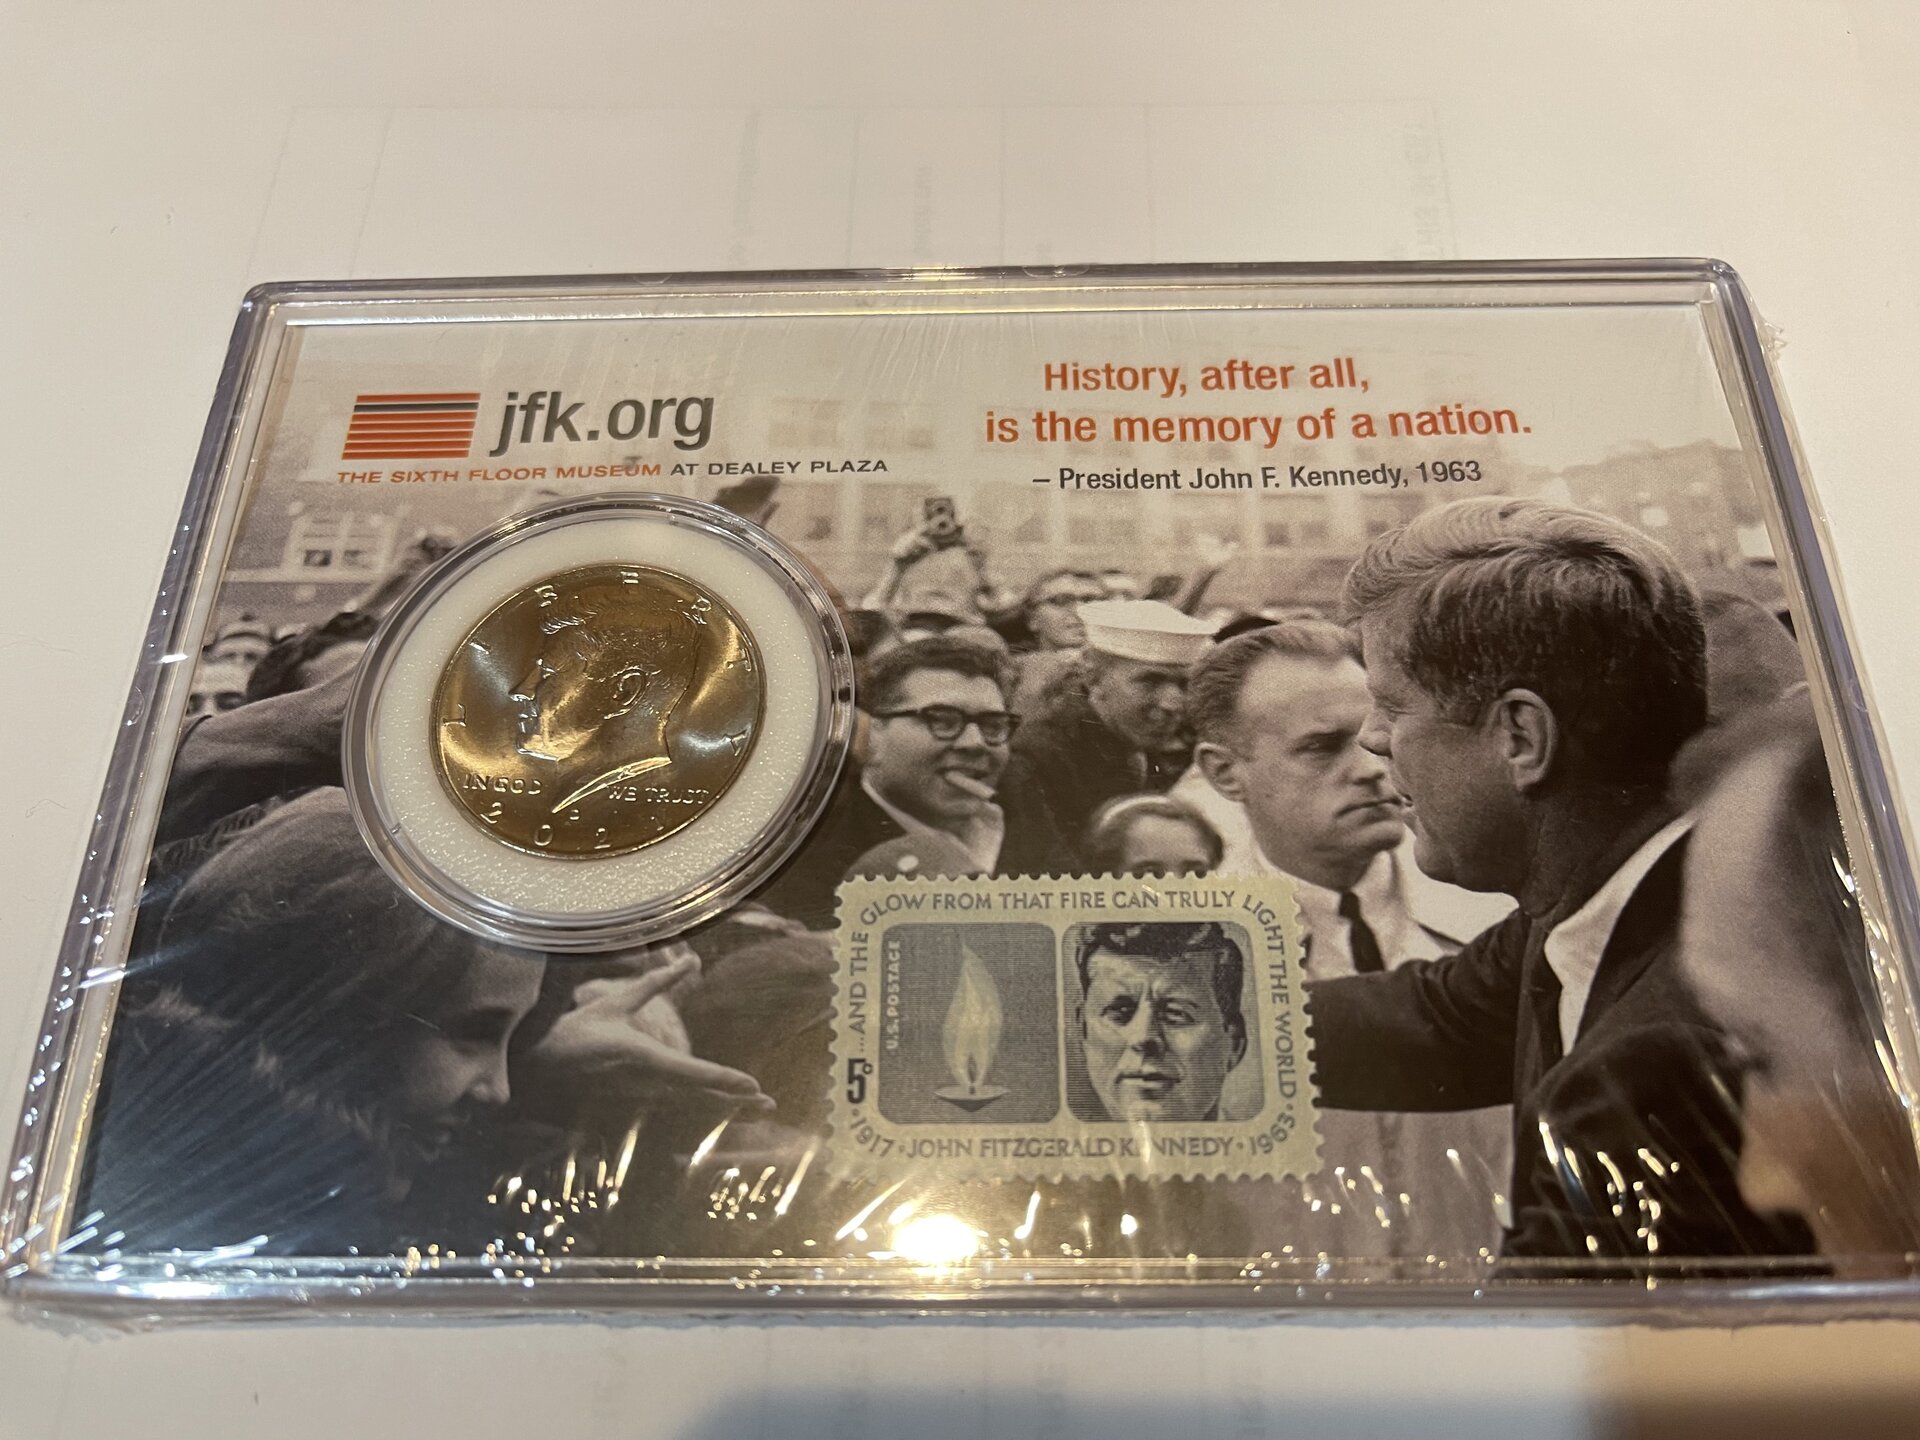 jfk.org
THE SIXTH FLOOR MUSEUM AT DEALEY PLAZA
History, after all,
is the memory of a nation.
– President John F. Kennedy, 1963
LIBERTY
IN GOD WE TRUST
P
2021
...AND THE GLOW FROM THAT FIRE CAN TRULY LIGHT THE WORLD
U.S. POSTAGE
5¢
1917 · JOHN FITZGERALD KENNEDY · 1963